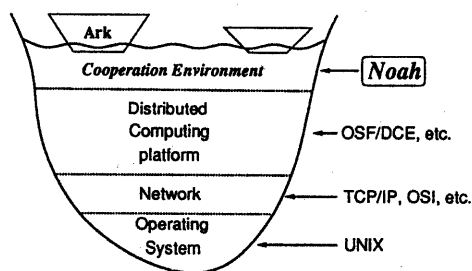 Ark
Cooperation Environment
Noah
Distributed
Computing
platform
OSF/DCE, etc.
Network
TCP/IP, OSI, etc.
Operating
System
UNIX